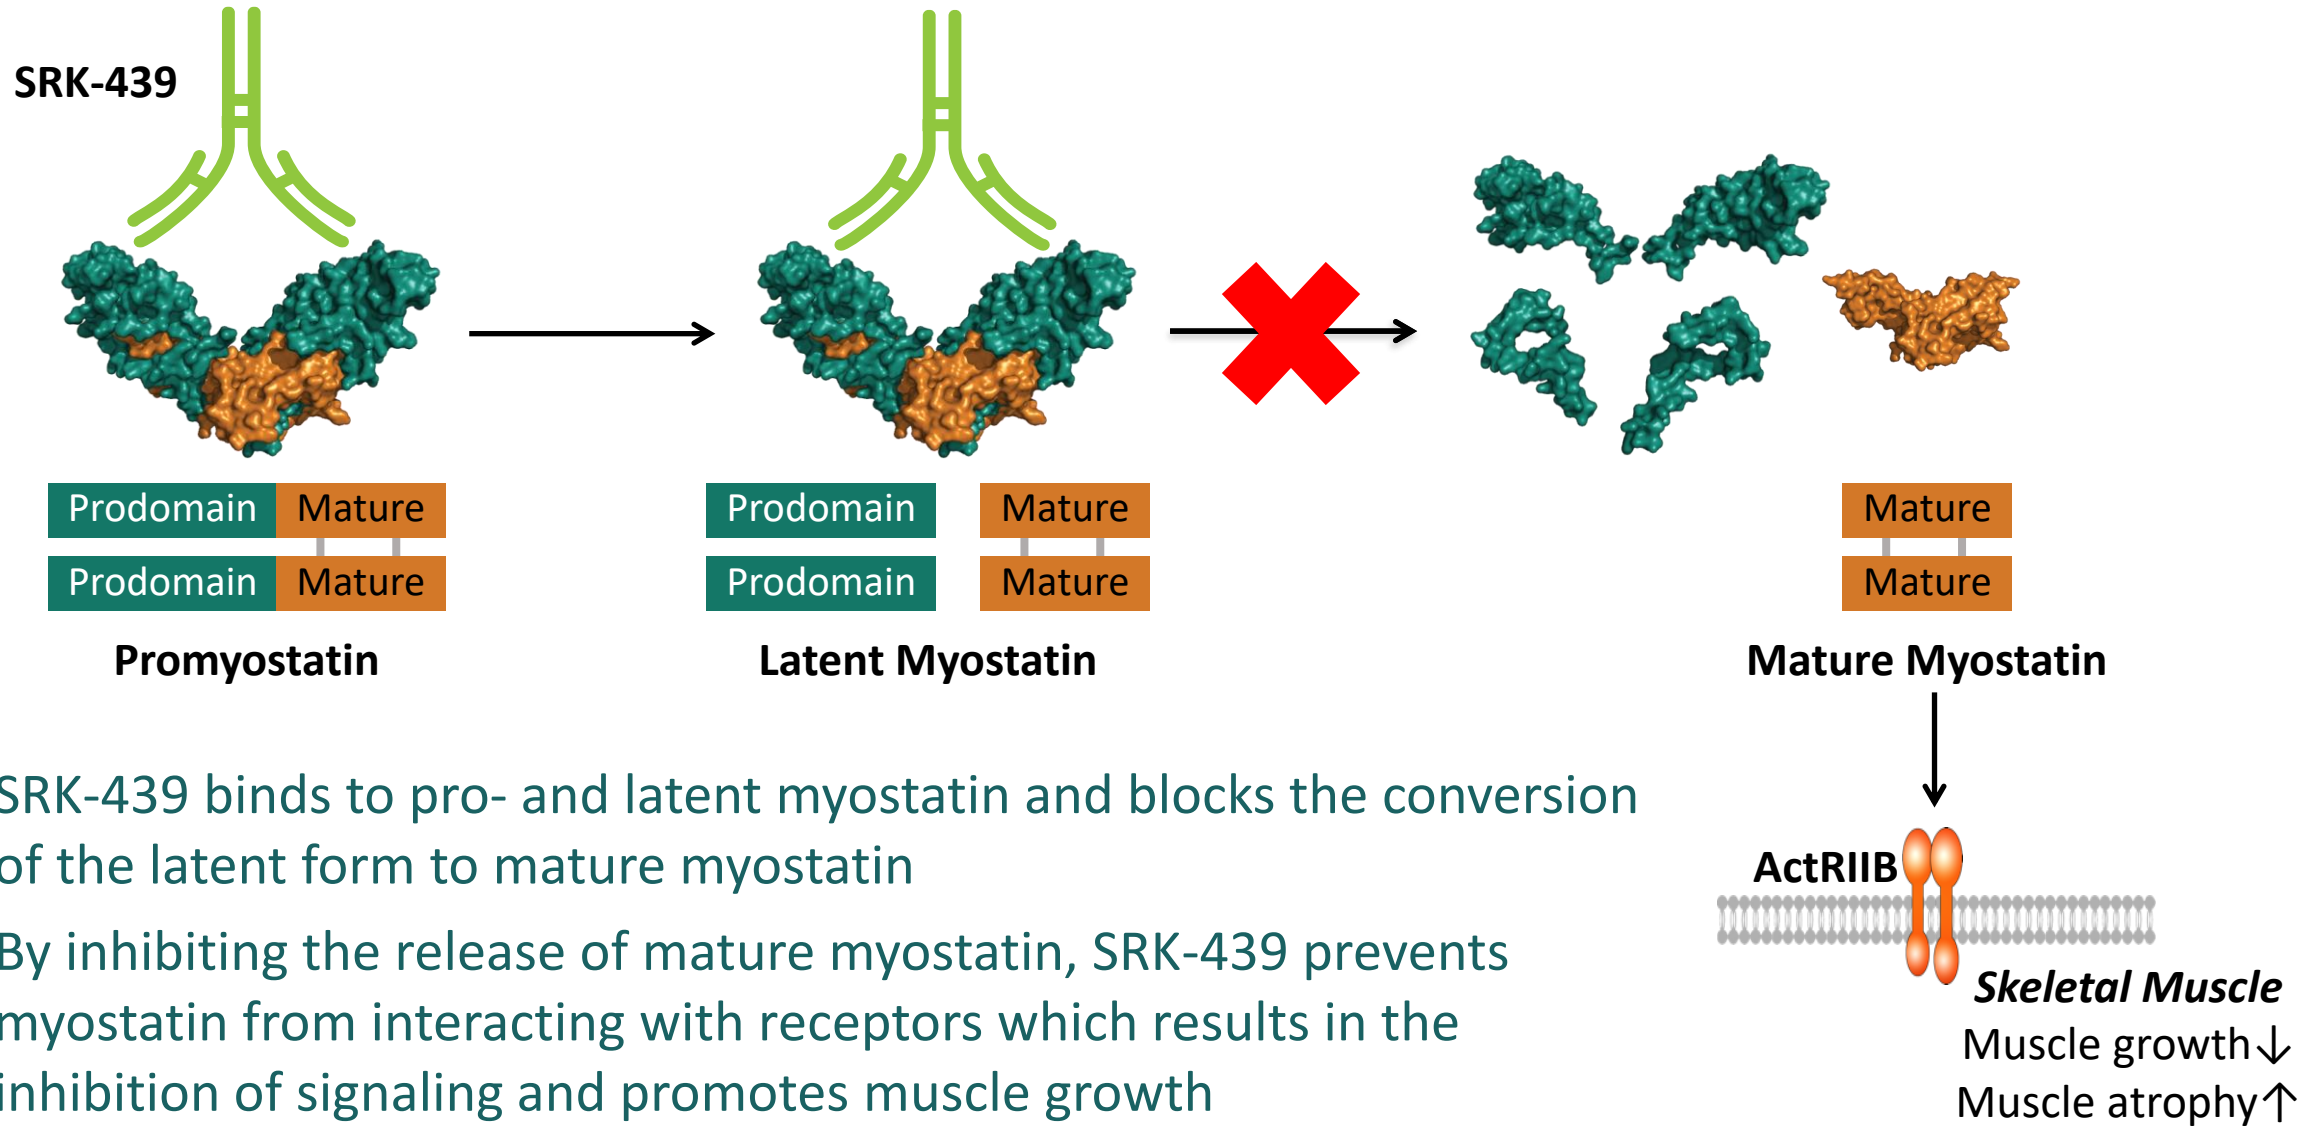 SRK-439
Prodomain Mature
Prodomain Mature
Promyostatin
Prodomain Mature
Prodomain Mature
Latent Myostatin
Mature
Mature
Mature Myostatin
SRK-439 binds to pro- and latent myostatin and blocks the conversion
of the latent form to mature myostatin
By inhibiting the release of mature myostatin, SRK-439 prevents
myostatin from interacting with receptors which results in the
inhibition of signaling and promotes muscle growth
ActRIIB
Skeletal Muscle
Muscle growth↓
Muscle atrophy↑